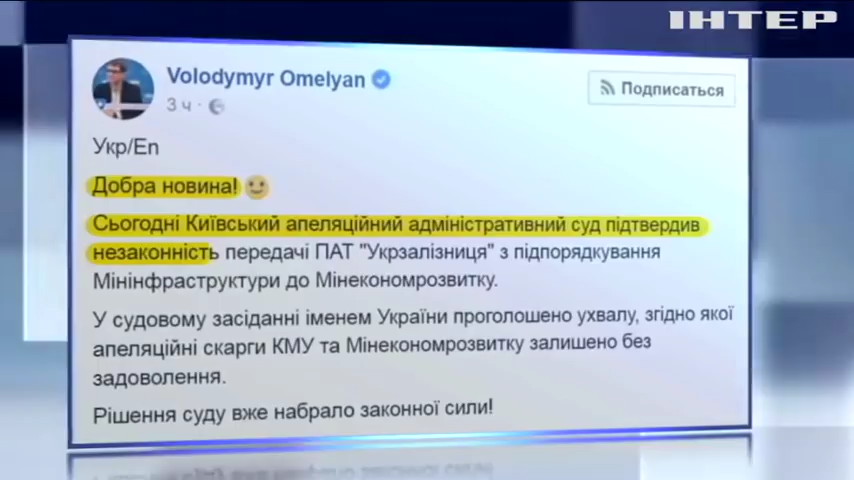 ІНТЕР
Volodymyr Omelyan
3 ч ·
Подписаться
Укр/En
Добра новина!
Сьогодні Київський апеляційний адміністративний суд підтвердив
незаконність передачі ПАТ "Укрзалізниця" з підпорядкування
Мінінфраструктури до Мінекономрозвитку.
У судовому засіданні іменем України проголошено ухвалу, згідно якої
апеляційні скарги КМУ та Мінекономрозвитку залишено без
задоволення.
Рішення суду вже набрало законної сили!